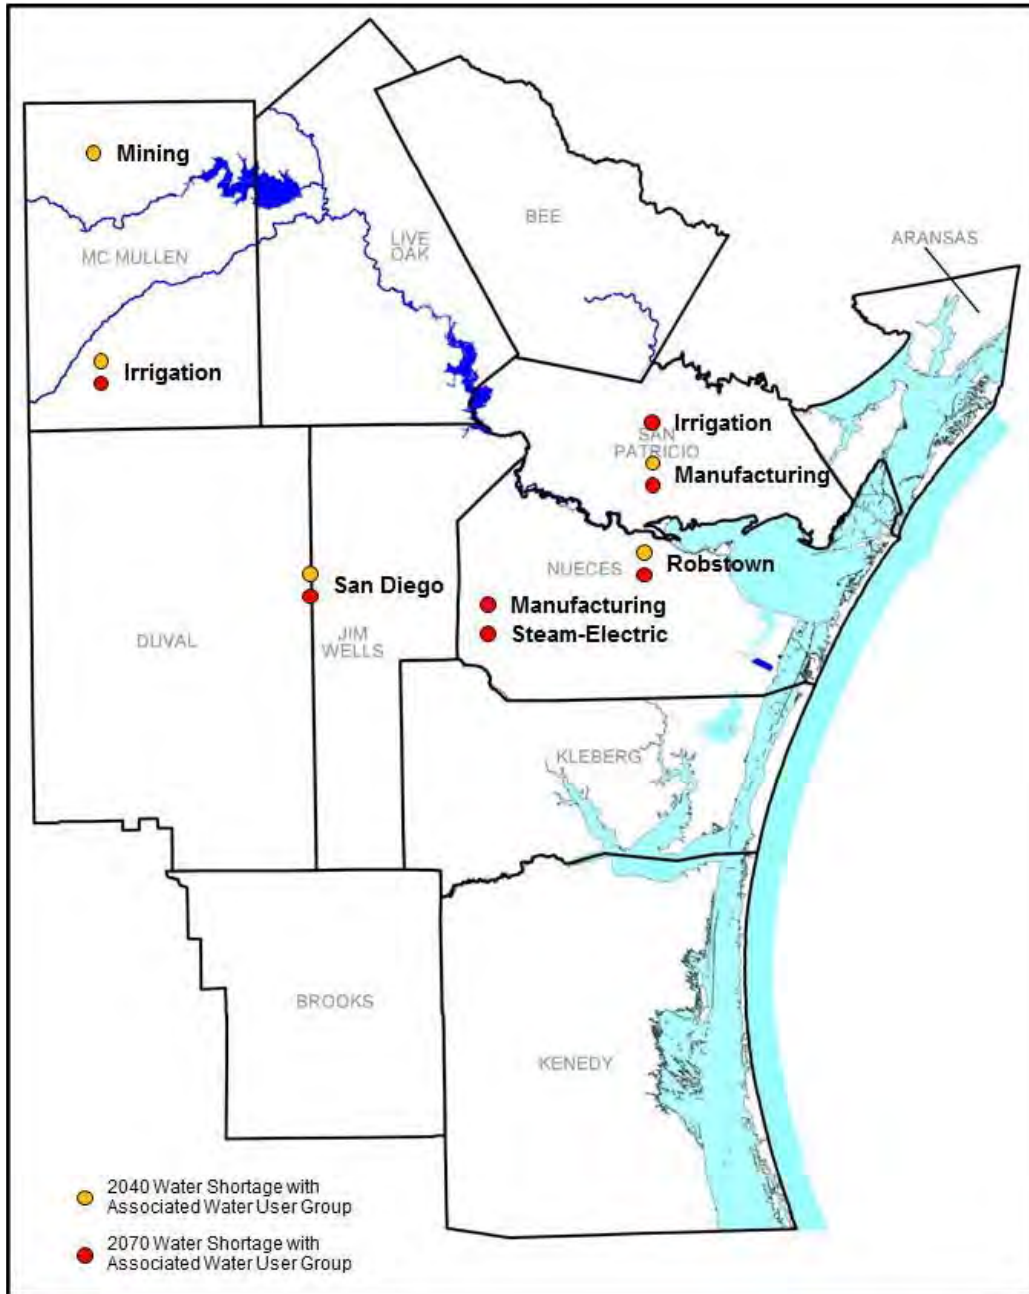 Mining
BEE
ARANSAS
LIVE
OAK
MC MULLEN
Irrigation
Irrigation
SAN
PATRICIO
Manufacturing
Robstown
NUECES
San Diego
Manufacturing
Steam-Electric
DUVAL
JIM
WELLS
KLEBERG
BROOKS
KENEDY
2040 Water Shortage with
Associated Water User Group
2070 Water Shortage with
Associated Water User Group